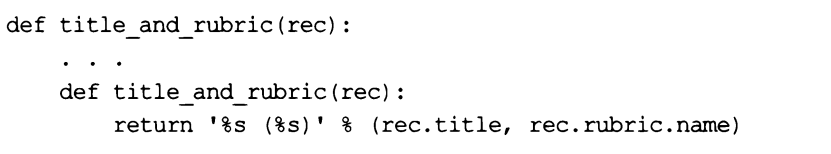 def title_and_rubric(rec):
    . . .
    def title_and_rubric(rec):
        return '%s (%s)' % (rec.title, rec.rubric.name)